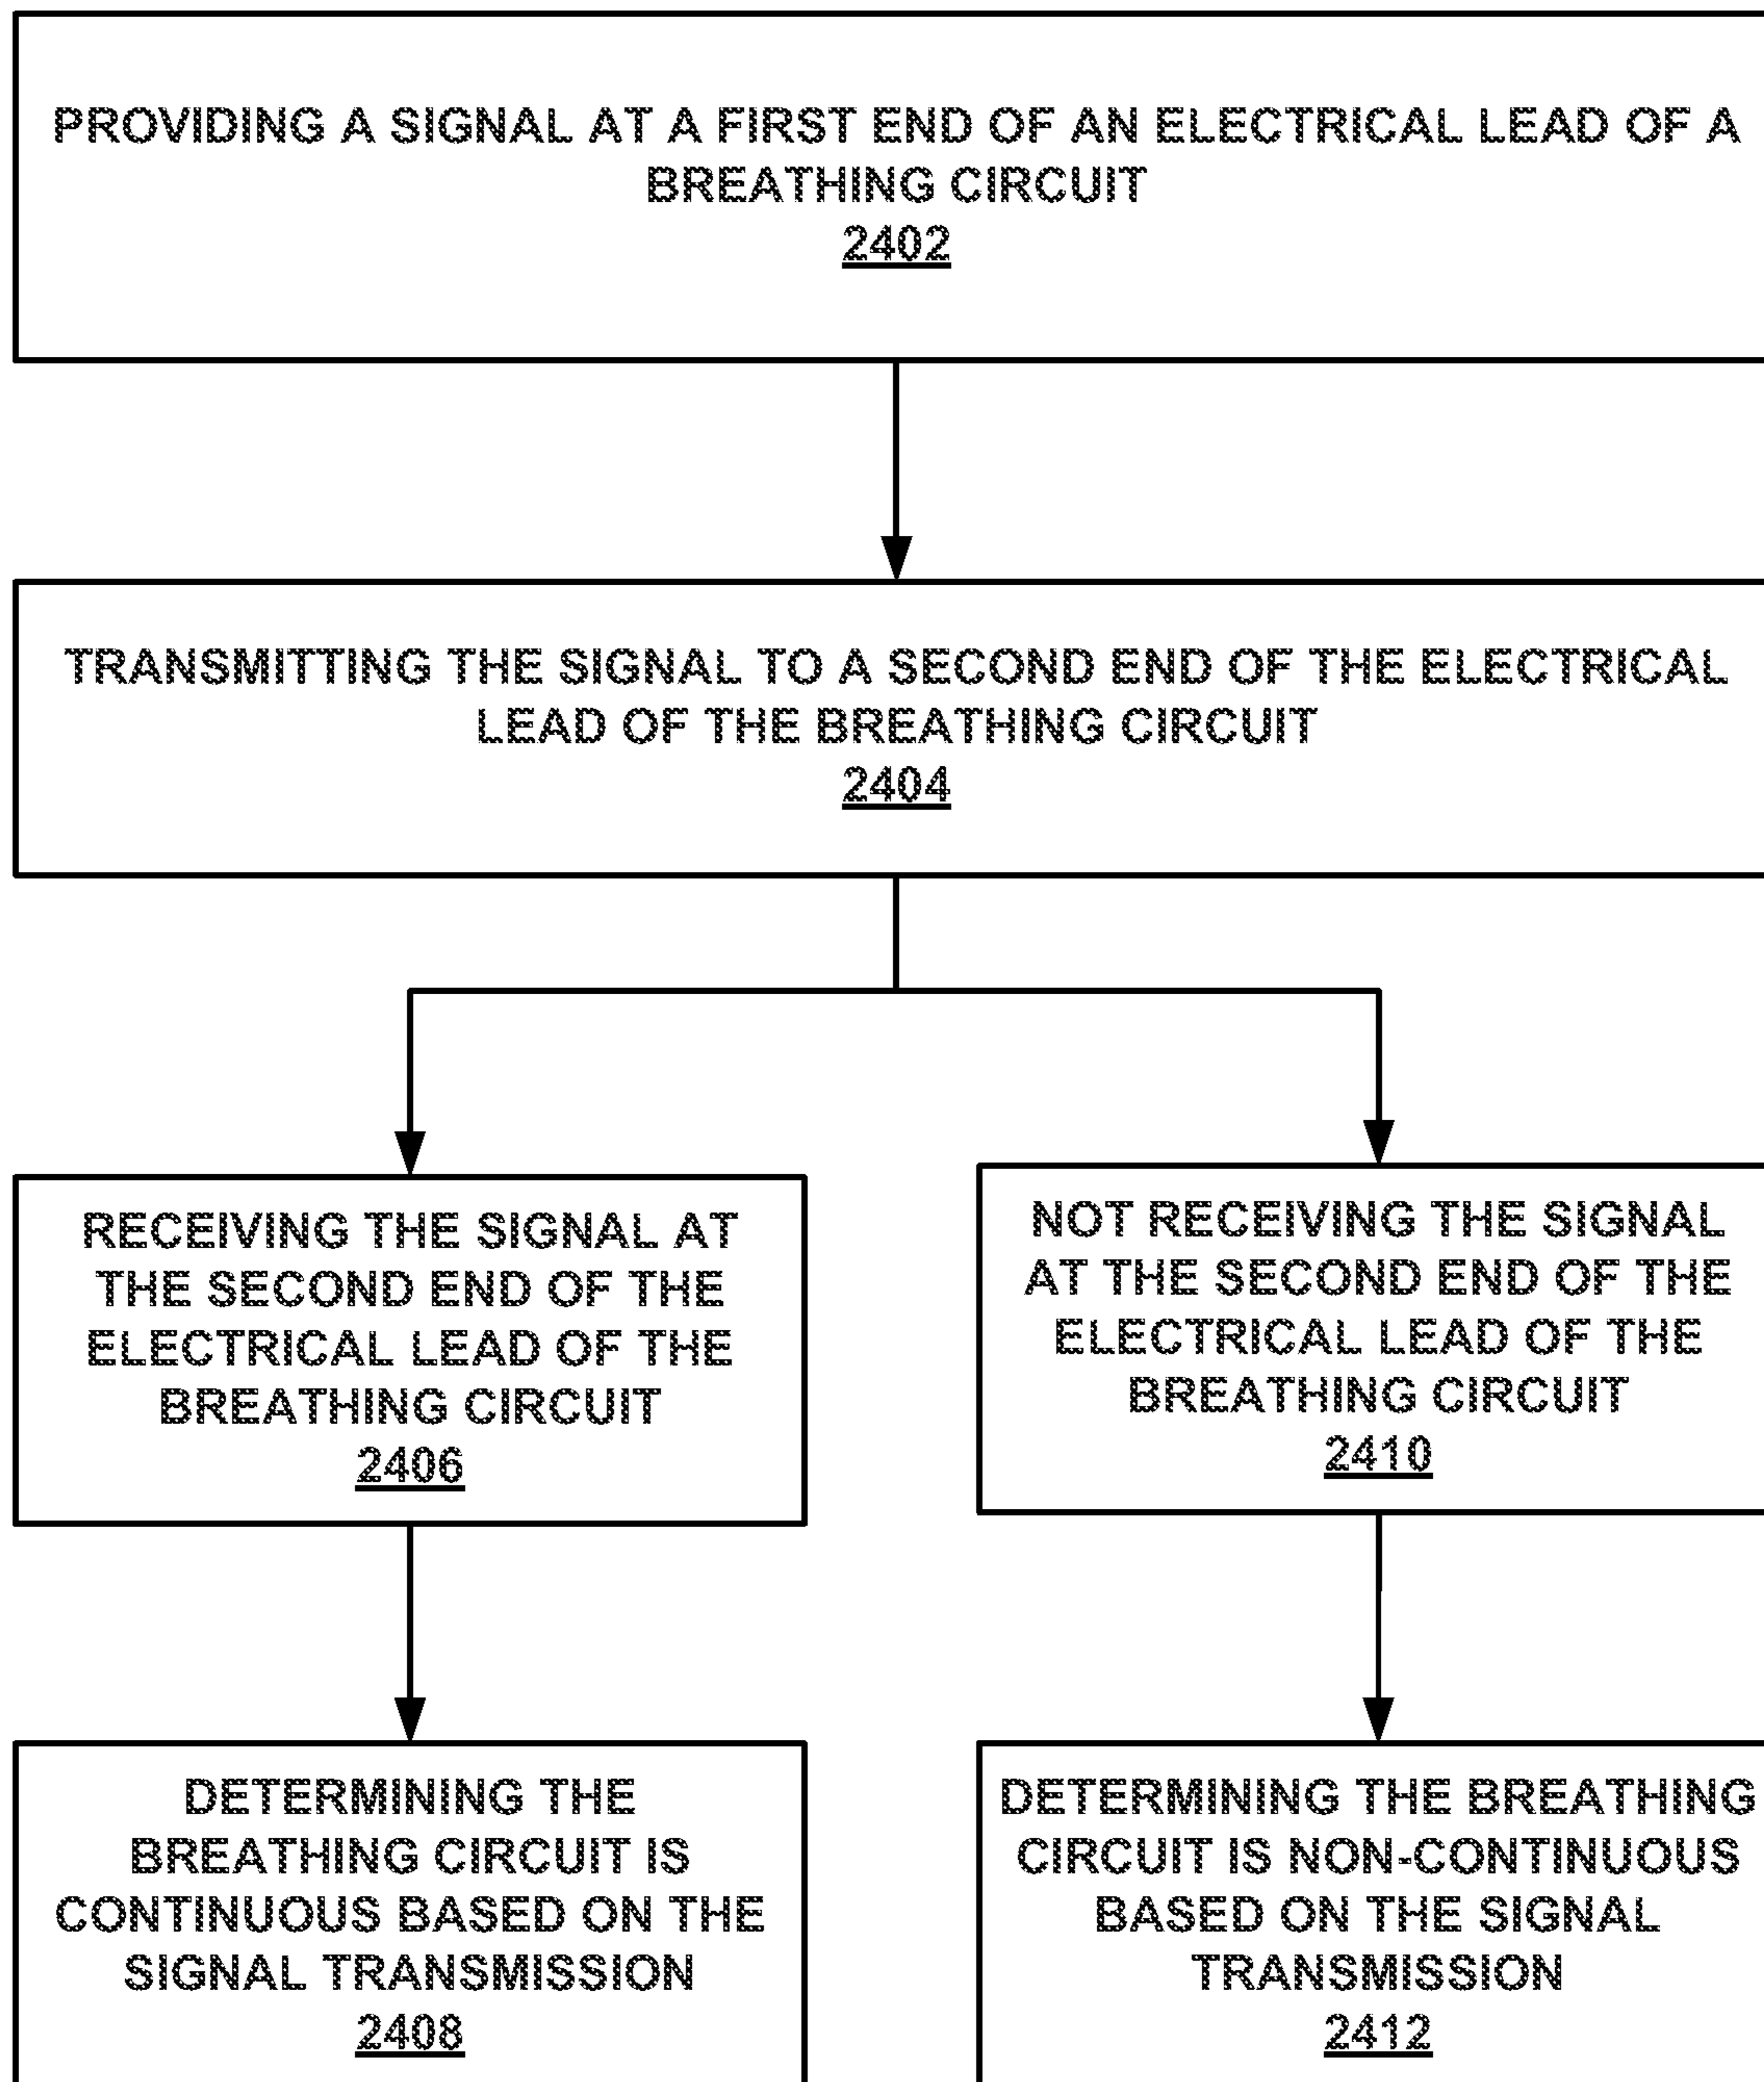 PROVIDING A SIGNAL AT A FIRST END OF AN ELECTRICAL LEAD OF A
BREATHING CIRCUIT
2402
TRANSMITTING THE SIGNAL TO A SECOND END OF THE ELECTRICAL
LEAD OF THE BREATHING CIRCUIT
2404
RECEIVING THE SIGNAL AT
THE SECOND END OF THE
ELECTRICAL LEAD OF THE
BREATHING CIRCUIT
2406
NOT RECEIVING THE SIGNAL
AT THE SECOND END OF THE
ELECTRICAL LEAD OF THE
BREATHING CIRCUIT
2410
DETERMINING THE
BREATHING CIRCUIT IS
CONTINUOUS BASED ON THE
SIGNAL TRANSMISSION
2408
DETERMINING THE BREATHING
CIRCUIT IS NON-CONTINUOUS
BASED ON THE SIGNAL
TRANSMISSION
2412